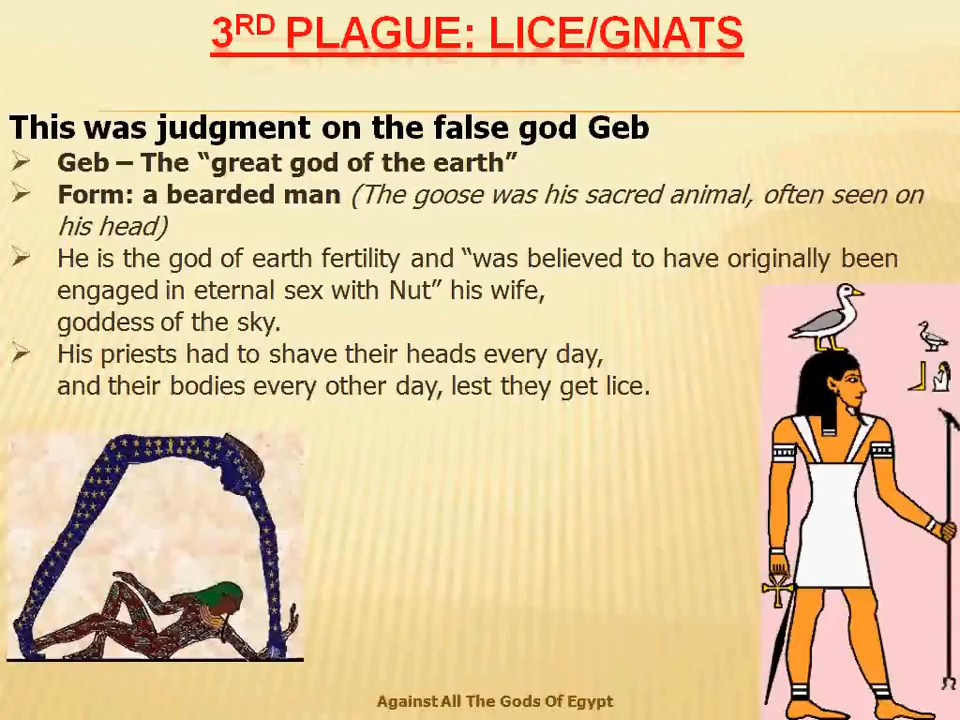 3RD PLAGUE: LICE/GNATS
This was judgment on the false god Geb
Geb – The “great god of the earth”
Form: a bearded man (The goose was his sacred animal, often seen on
his head)
He is the god of earth fertility and “was believed to have originally been
engaged in eternal sex with Nut” his wife,
goddess of the sky.
His priests had to shave their heads every day,
and their bodies every other day, lest they get lice.
Against All The Gods Of Egypt